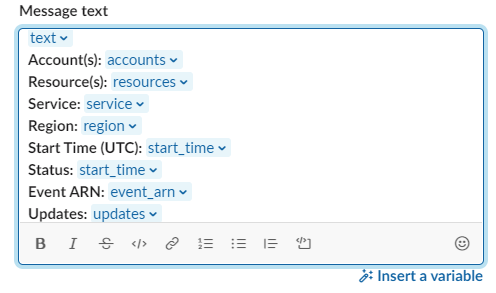 Message text
text
Account(s): accounts
Resource(s): resources
Service: service
Region: region
Start Time (UTC): start_time
Status: start_time
Event ARN: event_arn
Updates: updates
B I S </>
Insert a variable